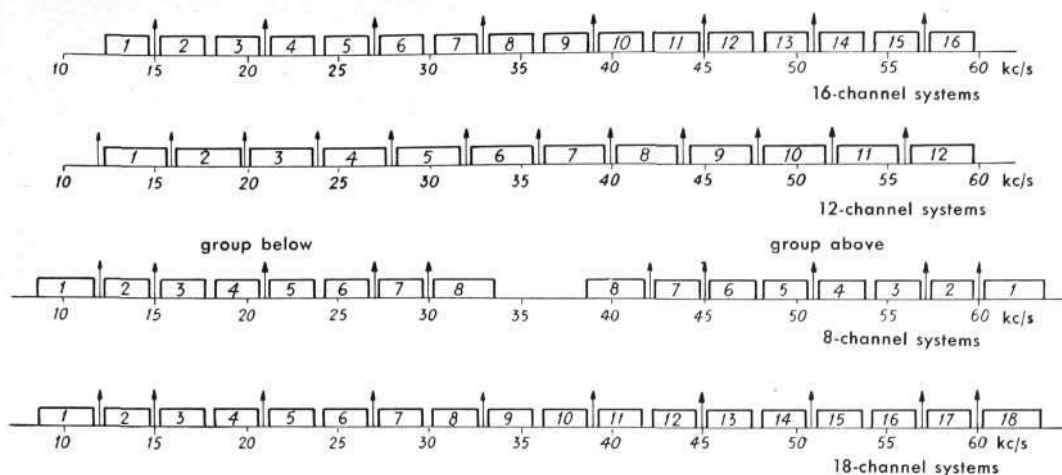 1 2 3 4 5 6 7 8 9 10 11 12 13 14 15 16
10 15 20 25 30 35 40 45 50 55 60 kc/s
16-channel systems
1 2 3 4 5 6 7 8 9 10 11 12
10 15 20 25 30 35 40 45 50 55 60 kc/s
12-channel systems
group below group above
1 2 3 4 5 6 7 8 8 7 6 5 4 3 2 1
10 15 20 25 30 35 40 45 50 55 60 kc/s
8-channel systems
1 2 3 4 5 6 7 8 9 10 11 12 13 14 15 16 17 18
10 15 20 25 30 35 40 45 50 55 60 kc/s
18-channel systems